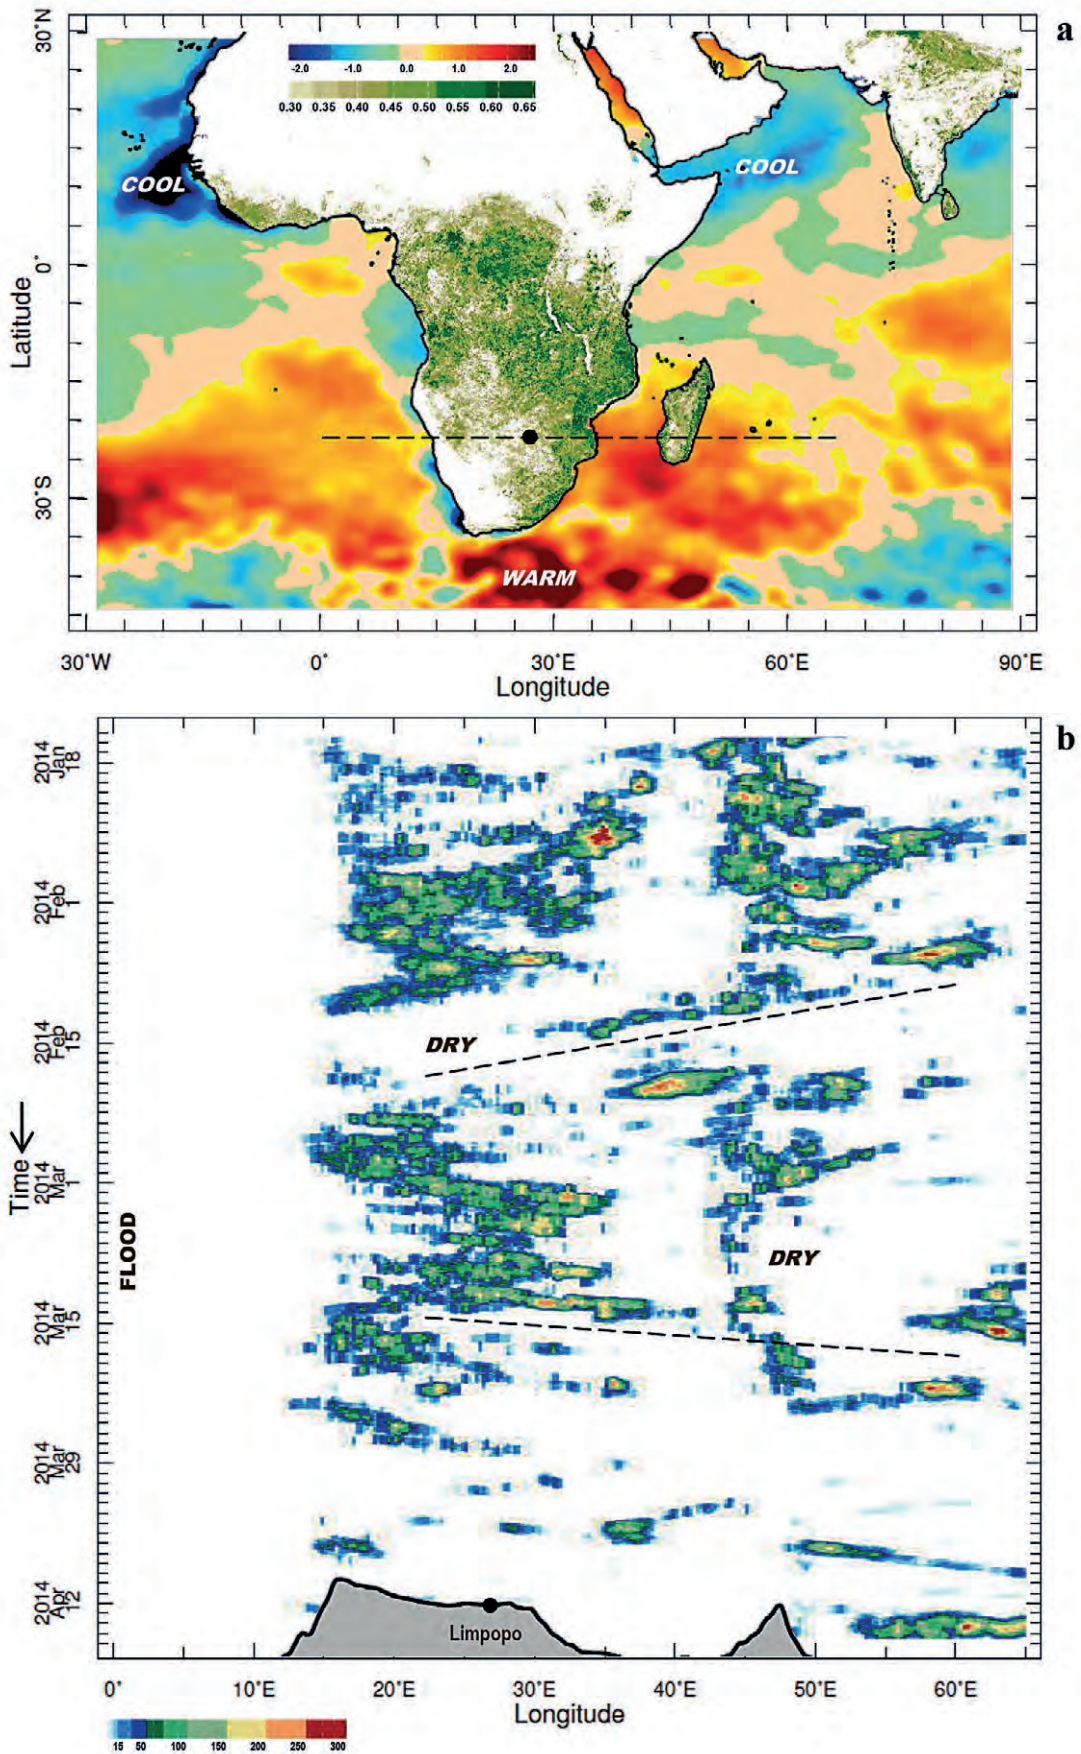 a
30°N
-2.0 -1.0 0.0 1.0 2.0
0.30 0.35 0.40 0.45 0.50 0.55 0.60 0.65
COOL
COOL
0°
Latitude
30°S
WARM
30°W 0° 30°E 60°E 90°E
Longitude
b
2014 Jan 18
2014 Feb 1
2014 Feb 15
2014 Mar 1
2014 Mar 15
2014 Mar 29
2014 Apr 12
Time
DRY
FLOOD
DRY
Limpopo
0° 10°E 20°E 30°E 40°E 50°E 60°E
Longitude
15 50 100 150 200 250 300